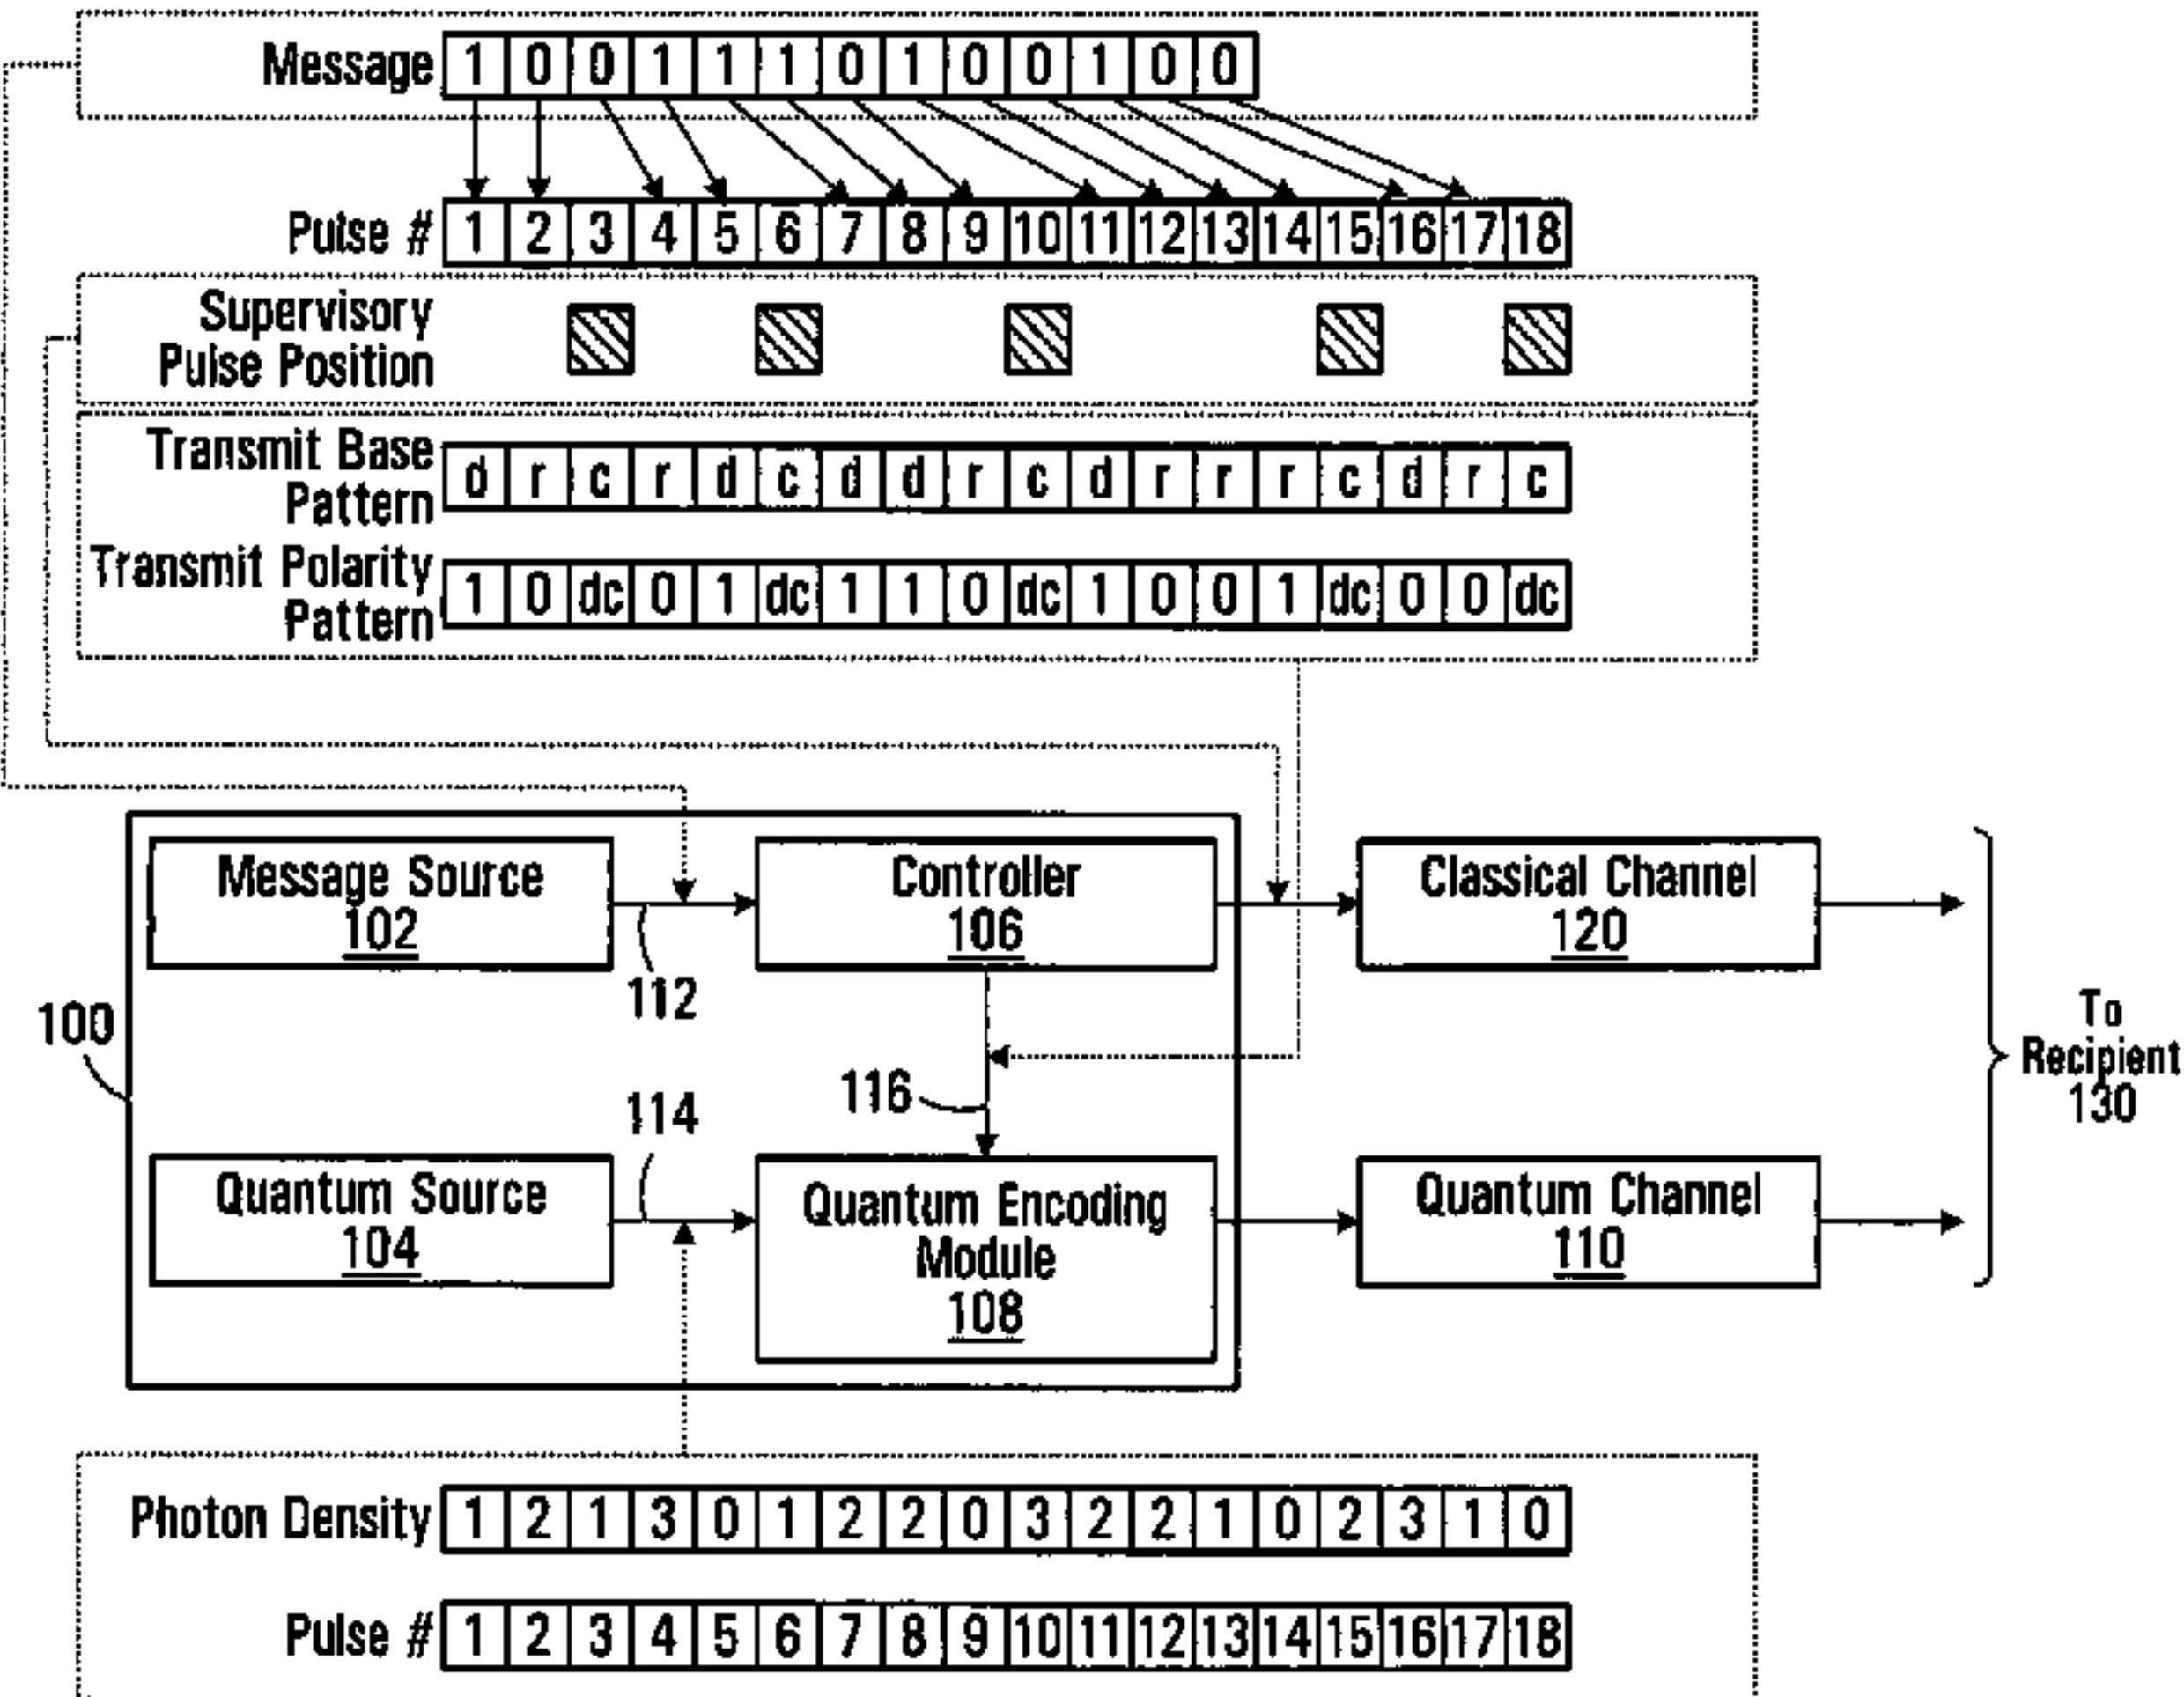 Message 1 0 0 1 1 1 0 1 0 0 1 0 0
Pulse # 1 2 3 4 5 6 7 8 9 10 11 12 13 14 15 16 17 18
Supervisory
Pulse Position
Transmit Base
Pattern
d r c r d c d d r c d r r r c d r c
Transmit Polarity
Pattern
1 0 dc 0 1 dc 1 1 0 dc 1 0 0 1 dc 0 0 dc
Message Source
102
112
Controller
106
Classical Channel
120
100
116
114
To
Recipient
130
Quantum Source
104
Quantum Encoding
Module
108
Quantum Channel
110
Photon Density 1 2 1 3 0 1 2 2 0 3 2 2 1 0 2 3 1 0
Pulse # 1 2 3 4 5 6 7 8 9 10 11 12 13 14 15 16 17 18